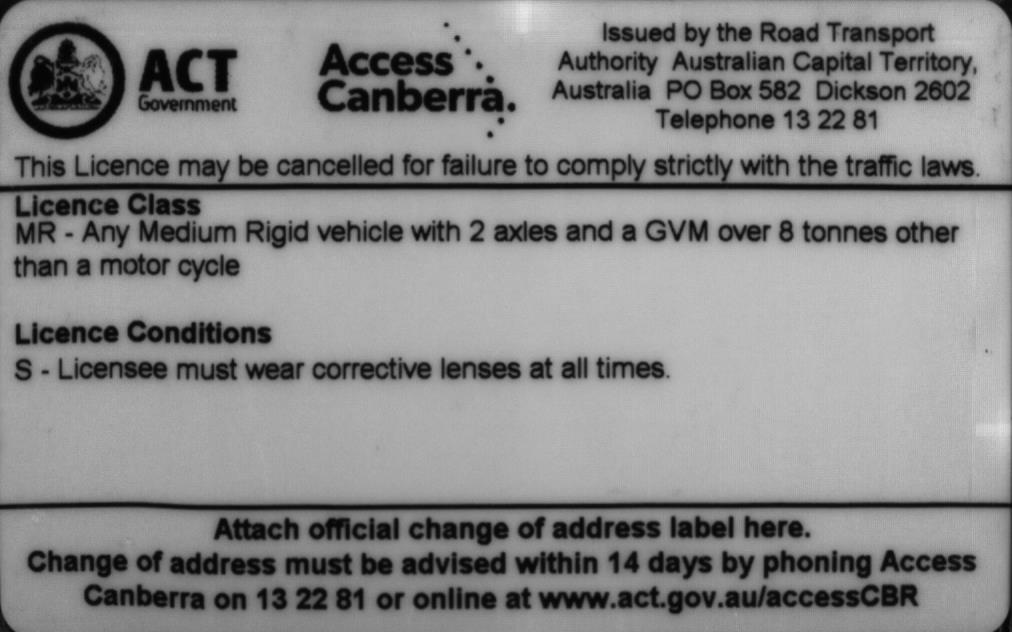 ACT
Government
Access
Canberra.
Issued by the Road Transport
Authority Australian Capital Territory,
Australia PO Box 582 Dickson 2602
Telephone 13 22 81
This Licence may be cancelled for failure to comply strictly with the traffic laws.
Licence Class
MR - Any Medium Rigid vehicle with 2 axles and a GVM over 8 tonnes other
than a motor cycle
Licence Conditions
S - Licensee must wear corrective lenses at all times.
Attach official change of address label here.
Change of address must be advised within 14 days by phoning Access
Canberra on 13 22 81 or online at www.act.gov.au/accessCBR